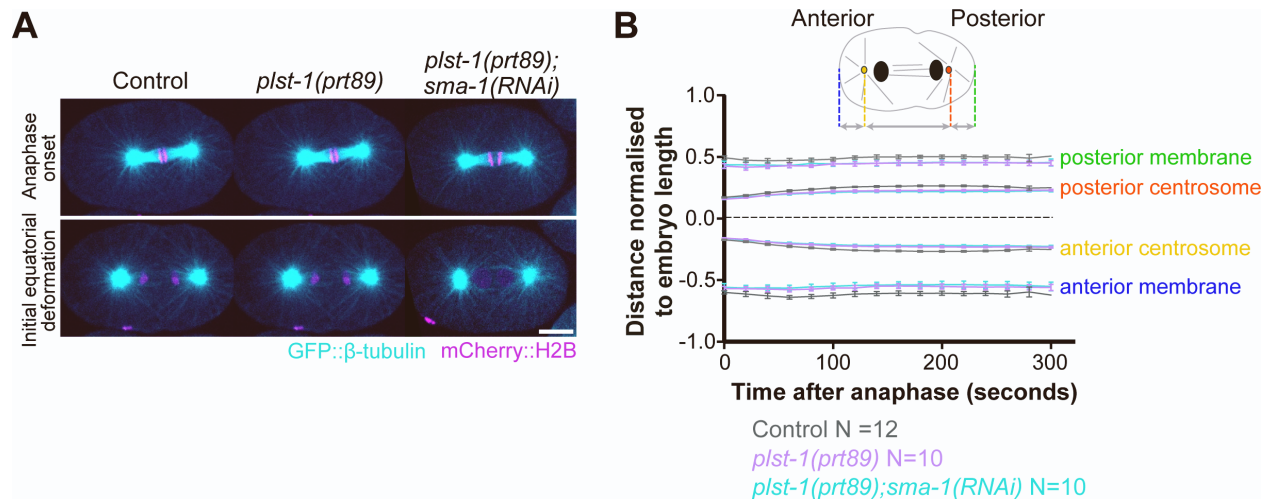 A
Control
plst-1(prt89)
plst-1(prt89);
sma-1(RNAi)
Anaphase
onset
Initial equatorial
deformation
GFP::β-tubulin mCherry::H2B
B
Anterior Posterior
Distance normalised
to embryo length
1.0
0.5
0.0
-0.5
-1.0
posterior membrane
posterior centrosome
anterior centrosome
anterior membrane
0 100 200 300
Time after anaphase (seconds)
Control N =12
plst-1(prt89) N=10
plst-1(prt89);sma-1(RNAi) N=10